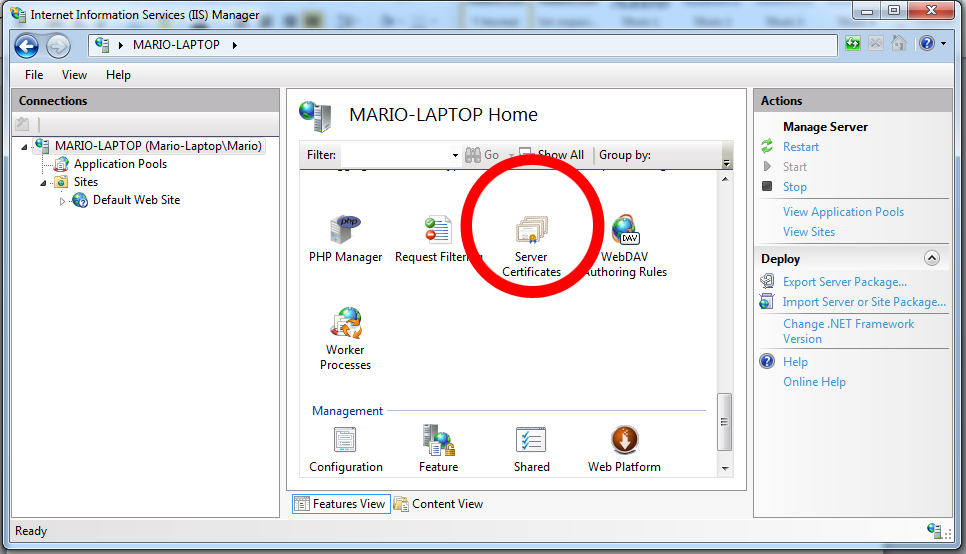 Internet Information Services (IIS) Manager
MARIO-LAPTOP
File View Help
Connections
MARIO-LAPTOP (Mario-Laptop\Mario)
Application Pools
Sites
Default Web Site
MARIO-LAPTOP Home
Filter: Go Show All Group by:
PHP Manager
Request Filtering
Server
Certificates
WebDAV
Authoring Rules
php
DAV
Worker
Processes
Management
Configuration
Feature
Shared
Web Platform
Features View
Content View
Actions
Manage Server
Restart
Start
Stop
View Application Pools
View Sites
Deploy
Export Server Package...
Import Server or Site Package...
Change .NET Framework
Version
Help
Online Help
Ready